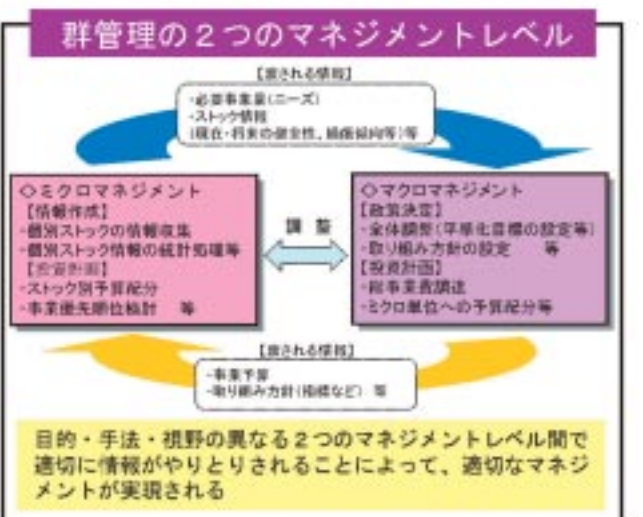 群管理の2つのマネジメントレベル
【渡される情報】
・必要事業量(ニーズ)
・ストック情報
(現在・将来の健全性、損傷傾向等)等
◇ミクロマネジメント
【情報作成】
・個別ストックの情報収集
・個別ストック情報の統計処理等
【投資計画】
・ストック別予算配分
・事業優先順位検討 等
調 整
◇マクロマネジメント
【政策決定】
・全体調整(平準化目標の設定等)
・取り組み方針の設定 等
【投資計画】
・総事業費調達
・ミクロ単位への予算配分等
【渡される情報】
・事業予算
・取り組み方針(指標など) 等
目的・手法・視野の異なる2つのマネジメントレベル間で
適切に情報がやりとりされることによって、適切なマネジ
メントが実現される